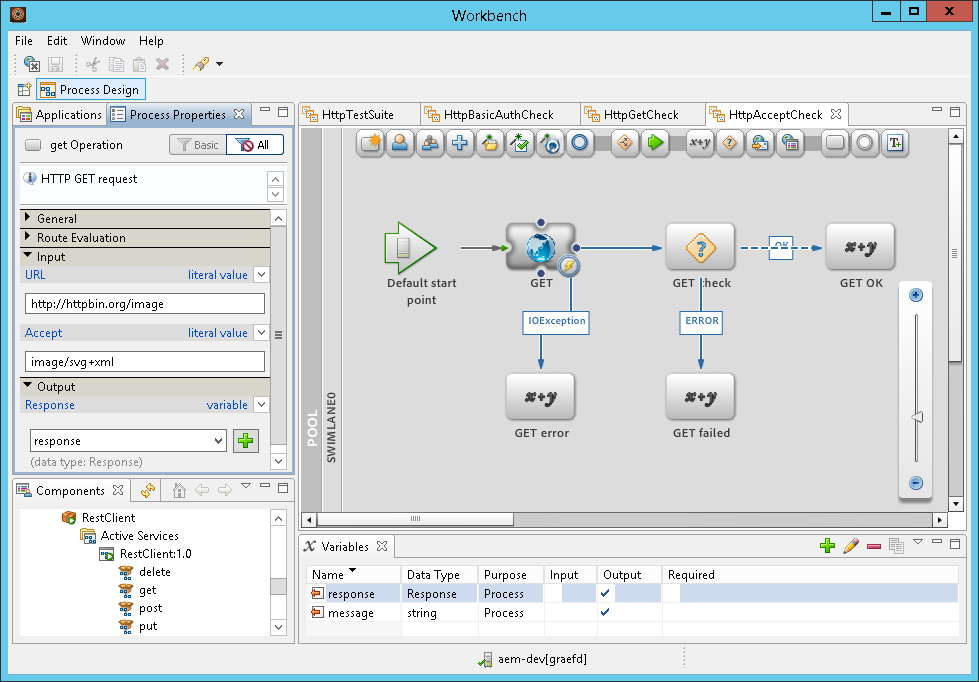 Workbench
File Edit Window Help
Process Design
Applications Process Properties
get Operation Basic All
HTTP GET request
General
Route Evaluation
Input
URL literal value
http://httpbin.org/image
Accept literal value
image/svg+xml
Output
Response variable
response
(data type: Response)
Components
RestClient
Active Services
RestClient:1.0
delete
get
post
put
HttpTestSuite HttpBasicAuthCheck HttpGetCheck HttpAcceptCheck
x+y T
POOL
SWIMLANE0
Default start
point
GET
? GET check
OK
x+y
GET OK
IOException
ERROR
x+y
GET error
x+y
GET failed
Variables
Name Data Type Purpose Input Output Required
response Response Process
message string Process
aem-dev[graefd]